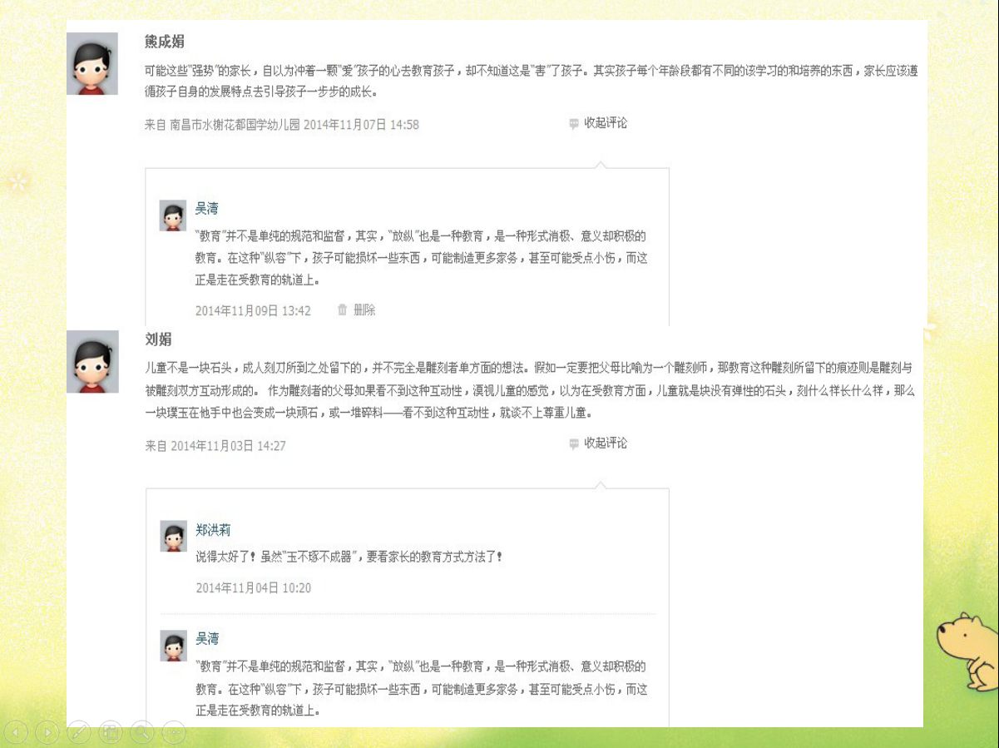 熊成娟
可能这些"强势"的家长，自以为冲着一颗"爱"孩子的心去教育孩子，却不知道这是"害"了孩子。其实孩子每个年龄段都有不同的该学习的和培养的东西，家长应该遵
循孩子自身的发展特点去引导孩子一步步的成长。
来自 南昌市水榭花都国学幼儿园 2014年11月07日 14:58
收起评论
吴湾
"教育"并不是单纯的规范和监督，其实，"放纵"也是一种教育，是一种形式消极、意义却积极的
教育。在这种"纵容"下，孩子可能损坏一些东西，可能制造更多家务，甚至可能受点小伤，而这
正是走在受教育的轨道上。
2014年11月09日 13:42 删除
刘娟
儿童不是一块石头，成人刻刀所到之处留下的，并不完全是雕刻者单方面的想法。假如一定要把父母比喻为一个雕刻师，那教育这种雕刻所留下的痕迹则是雕刻与
被雕刻双方互动形成的。 作为雕刻者的父母如果看不到这种互动性，漠视儿童的感觉，以为在受教育方面，儿童就是块没有弹性的石头，刻什么样长什么样，那么
一块璞玉在他手中也会变成一块顽石，或一堆碎料——看不到这种互动性，就谈不上尊重儿童。
来自 2014年11月03日 14:27
收起评论
郑洪莉
说得太好了！虽然"玉不琢不成器"，要看家长的教育方式方法了！
2014年11月04日 10:20
吴湾
"教育"并不是单纯的规范和监督，其实，"放纵"也是一种教育，是一种形式消极、意义却积极的
教育。在这种"纵容"下，孩子可能损坏一些东西，可能制造更多家务，甚至可能受点小伤，而这
正是走在受教育的轨道上。